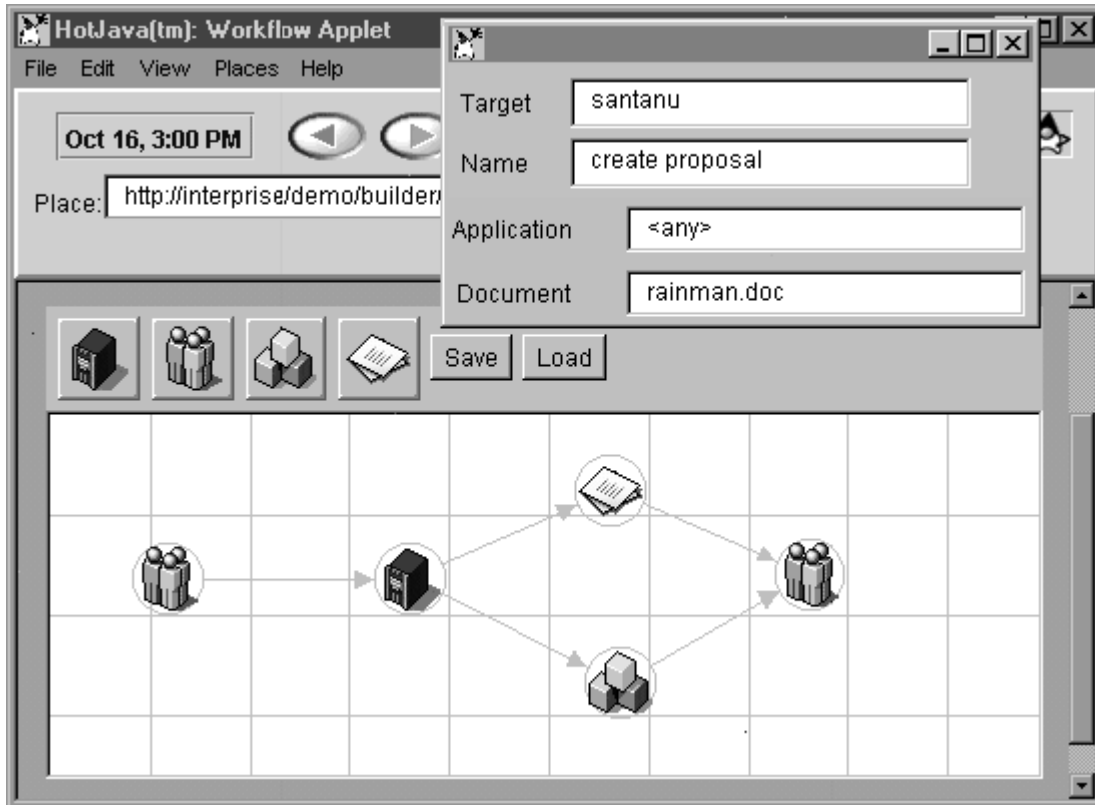 HotJava(tm): Workflow Applet
File Edit View Places Help
Oct 16, 3:00 PM
Place: http://interprise/demo/builder/
Target santanu
Name create proposal
Application <any>
Document rainman.doc
Save Load